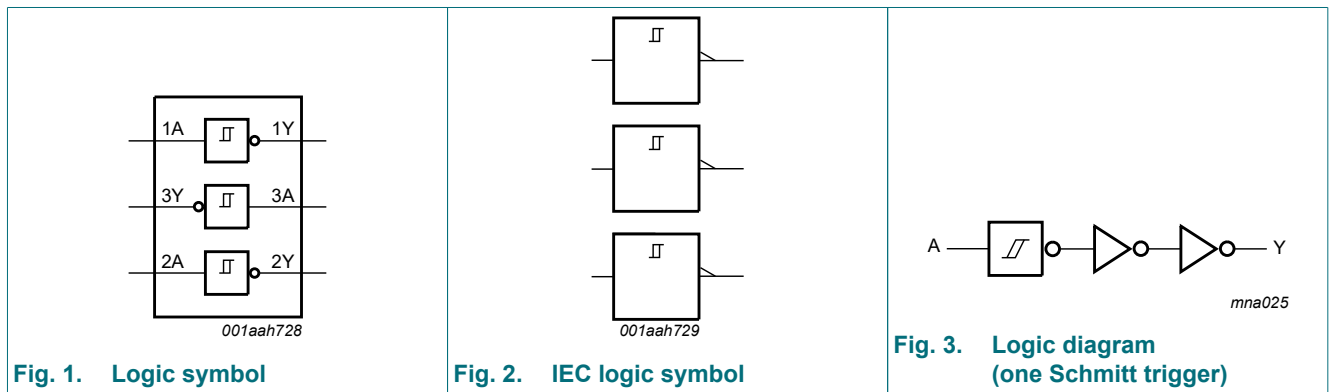 1A 1Y
3Y 3A
2A 2Y
001aah728
Fig. 1. Logic symbol
001aah729
Fig. 2. IEC logic symbol
A Y
mna025
Fig. 3. Logic diagram
(one Schmitt trigger)